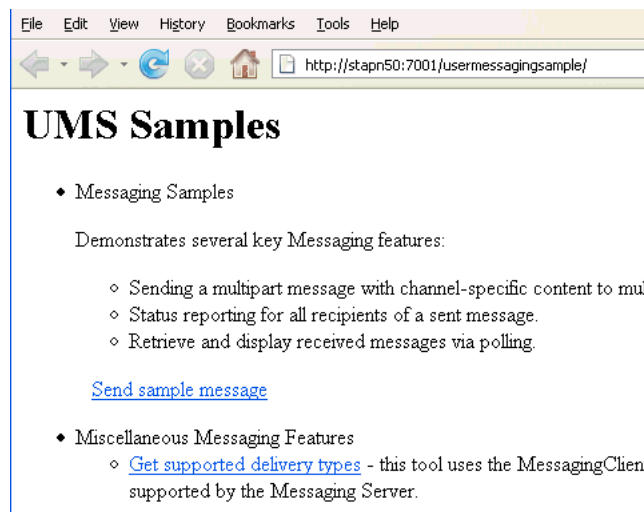 File Edit View History Bookmarks Tools Help
http://stapn50:7001/usermessagingsample/
UMS Samples
Messaging Samples
Demonstrates several key Messaging features:
Sending a multipart message with channel-specific content to
Status reporting for all recipients of a sent message.
Retrieve and display received messages via polling.
Send sample message
Miscellaneous Messaging Features
Get supported delivery types - this tool uses the
supported by the Messaging Server.